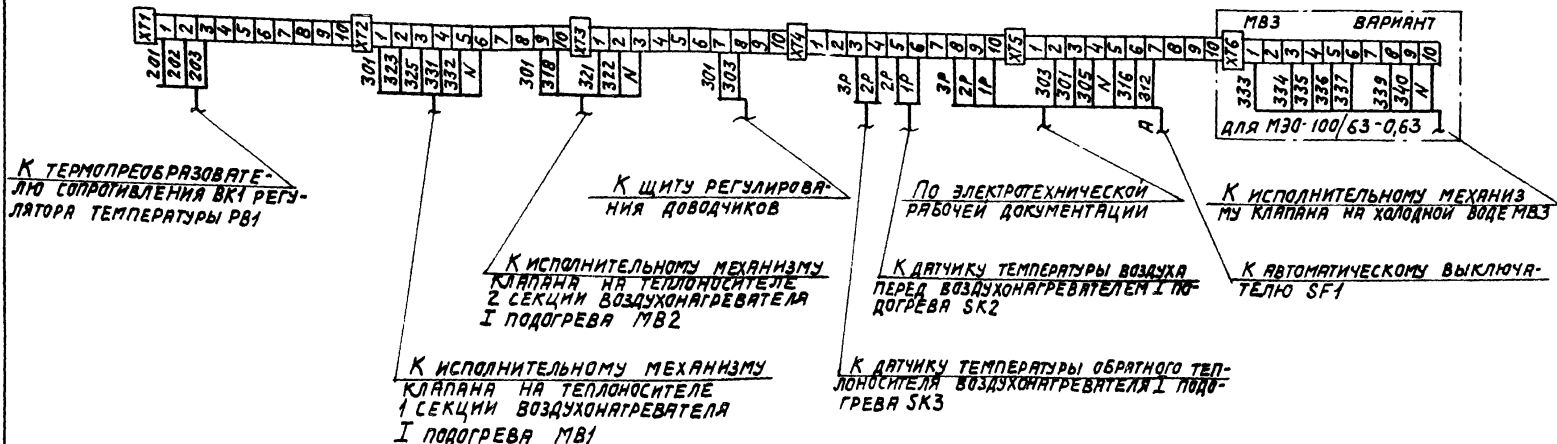 XT1 1 2 3 4 5 6 7 8 9 10 XT2 1 2 3 4 5 6 7 8 9 10 XT3 1 2 3 4 5 6 7 8 9 10 XT4 1 2 3 4 5 6 7 8 9 10 XT5 1 2 3 4 5 6 7 8 9 10 XT6 1 2 3 4 5 6 7 8 9 10
МВ3 ВАРИАНТ
201 202 203
301 323 325 331 332 N
301 318 321 322 N
301 303
3P 2P
2P 1P
3P 2P 1P 303 301 305 N 316 312
A
333 334 335 336 337 339 340 N
ДЛЯ МЭО-100/63-0,63
К ТЕРМОПРЕОБРАЗОВАТЕ-
ЛЮ СОПРОТИВЛЕНИЯ ВК1 РЕГУ-
ЛЯТОРА ТЕМПЕРАТУРЫ РВ1
К ИСПОЛНИТЕЛЬНОМУ МЕХАНИЗМУ
КЛАПАНА НА ТЕПЛОНОСИТЕЛЕ
1 СЕКЦИИ ВОЗДУХОНАГРЕВАТЕЛЯ
I ПОДОГРЕВА МВ1
К ИСПОЛНИТЕЛЬНОМУ МЕХАНИЗМУ
КЛАПАНА НА ТЕПЛОНОСИТЕЛЕ
2 СЕКЦИИ ВОЗДУХОНАГРЕВАТЕЛЯ
I ПОДОГРЕВА МВ2
К ЩИТУ РЕГУЛИРОВА-
НИЯ ДОВОДЧИКОВ
К ДАТЧИКУ ТЕМПЕРАТУРЫ ОБРАТНОГО ТЕП-
ЛОНОСИТЕЛЯ ВОЗДУХОНАГРЕВАТЕЛЯ I ПОДО-
ГРЕВА SK3
К ДАТЧИКУ ТЕМПЕРАТУРЫ ВОЗДУХА
ПЕРЕД ВОЗДУХОНАГРЕВАТЕЛЕМ I ПО-
ДОГРЕВА SK2
ПО ЭЛЕКТРОТЕХНИЧЕСКОЙ
РАБОЧЕЙ ДОКУМЕНТАЦИИ
К АВТОМАТИЧЕСКОМУ ВЫКЛЮЧА-
ТЕЛЮ SF1
К ИСПОЛНИТЕЛЬНОМУ МЕХАНИЗ
МУ КЛАПАНА НА ХОЛОДНОЙ ВОДЕ МВ3